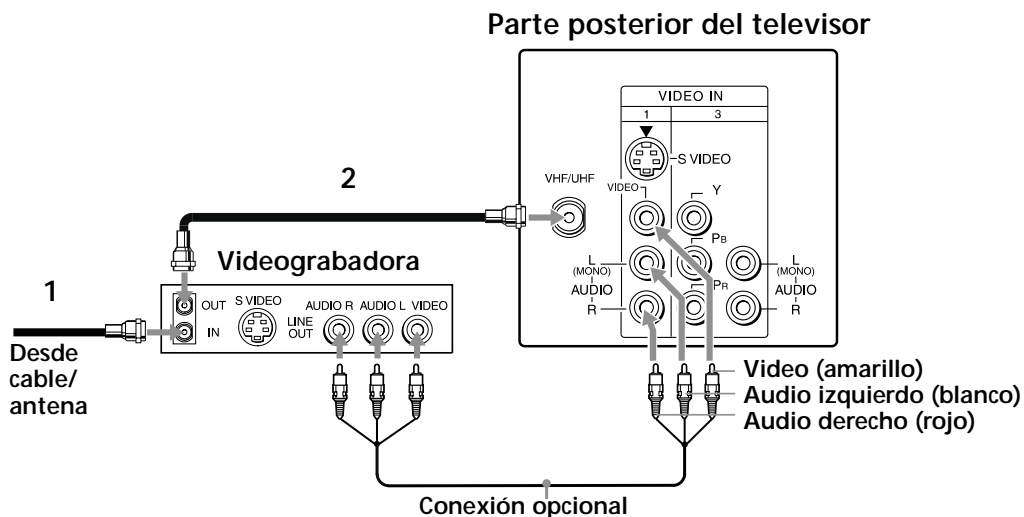 Parte posterior del televisor
VIDEO IN
1 3
S VIDEO
VHF/UHF
VIDEO
Y
PB
L
(MONO)
AUDIO
R
PR
L
(MONO)
AUDIO
R
2
Videograbadora
1
OUT
IN
S VIDEO
LINE
OUT
AUDIO R AUDIO L VIDEO
Desde
cable/
antena
Video (amarillo)
Audio izquierdo (blanco)
Audio derecho (rojo)
Conexión opcional